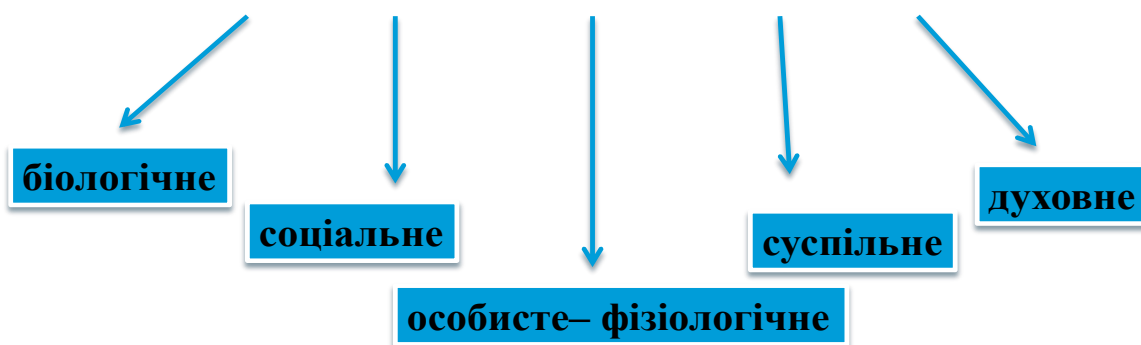 біологічне
соціальне
особисте– фізіологічне
суспільне
духовне